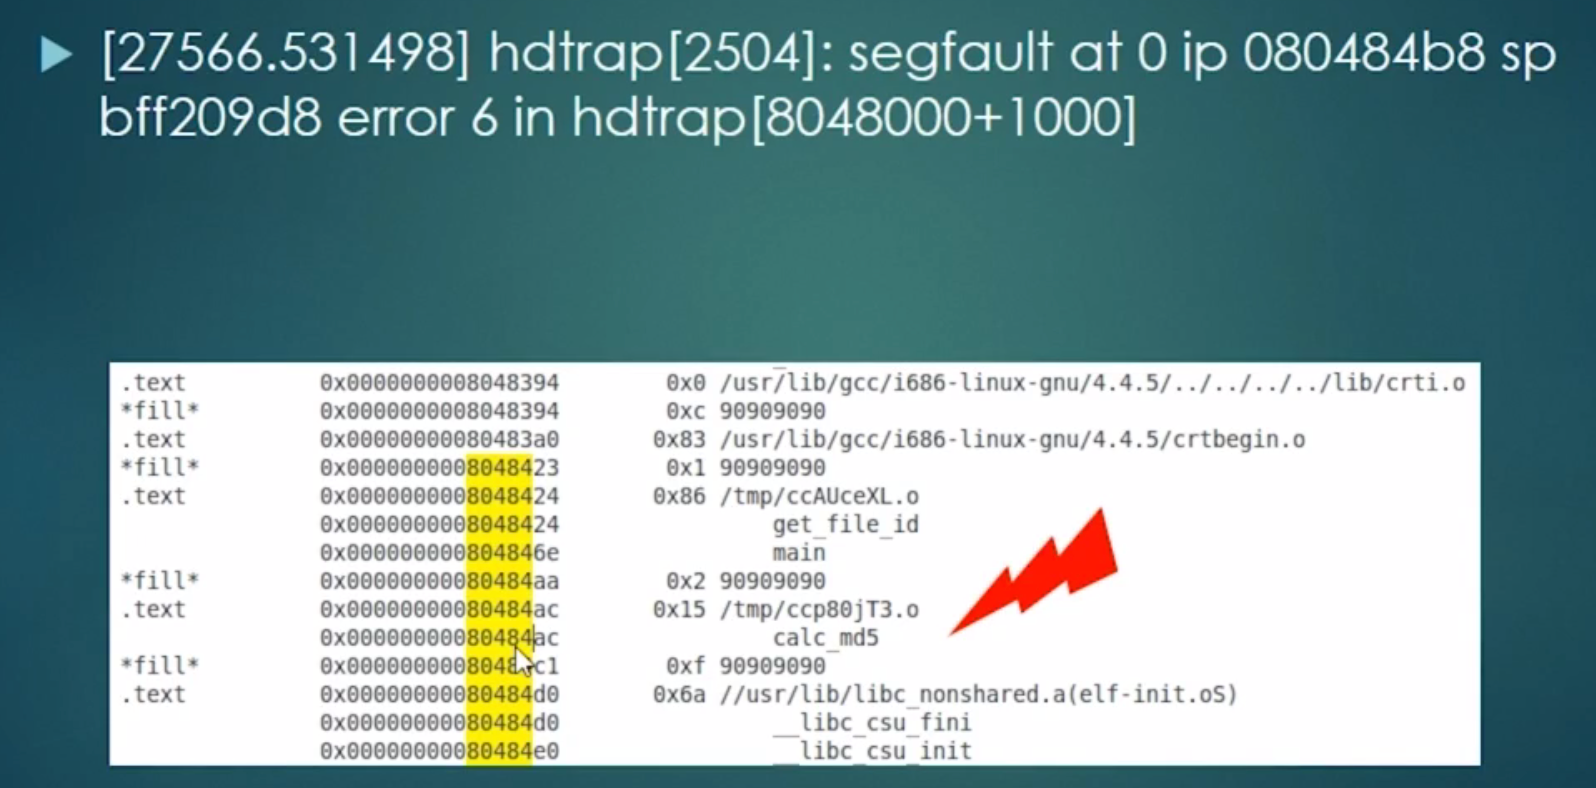 [27566.531498] hdtrap[2504]: segfault at 0 ip 080484b8 sp
bff209d8 error 6 in hdtrap[8048000+1000]
.text 0x0000000008048394 0x0 /usr/lib/gcc/i686-linux-gnu/4.4.5/../../../../lib/crti.o
*fill* 0x0000000008048394 0xc 90909090
.text 0x00000000080483a0 0x83 /usr/lib/gcc/i686-linux-gnu/4.4.5/crtbegin.o
*fill* 0x0000000008048423 0x1 90909090
.text 0x0000000008048424 0x86 /tmp/ccAUceXL.o
0x0000000008048424 get_file_id
0x000000000804846e main
*fill* 0x00000000080484aa 0x2 90909090
.text 0x00000000080484ac 0x15 /tmp/ccp80jT3.o
0x00000000080484ac calc_md5
*fill* 0x00000000080484c1 0xf 90909090
.text 0x00000000080484d0 0x6a //usr/lib/libc_nonshared.a(elf-init.oS)
0x00000000080484d0 __libc_csu_fini
0x00000000080484e0 __libc_csu_init